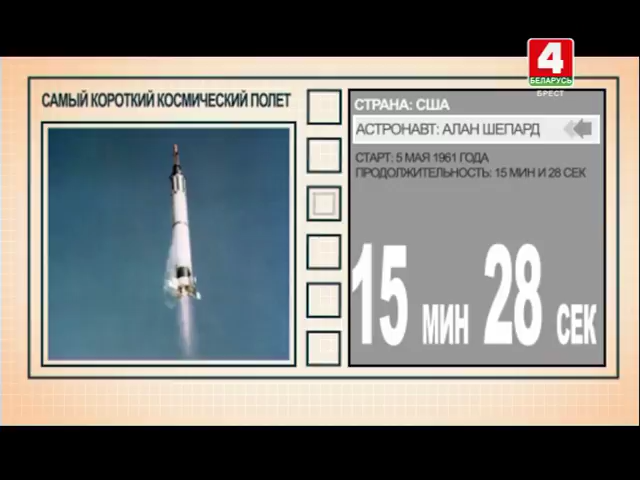 4
БЕЛАРУСЬ
БРЕСТ
САМЫЙ КОРОТКИЙ КОСМИЧЕСКИЙ ПОЛЕТ
СТРАНА: США
АСТРОНАВТ: АЛАН ШЕПАРД
СТАРТ: 5 МАЯ 1961 ГОДА
ПРОДОЛЖИТЕЛЬНОСТЬ: 15 МИН И 28 СЕК
15 МИН 28 СЕК